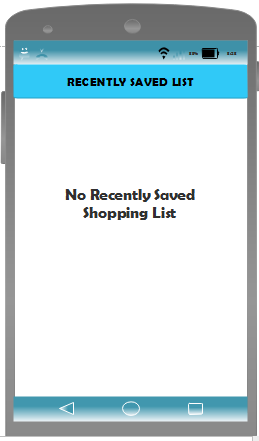 RECENTLY SAVED LIST
No Recently Saved
Shopping List